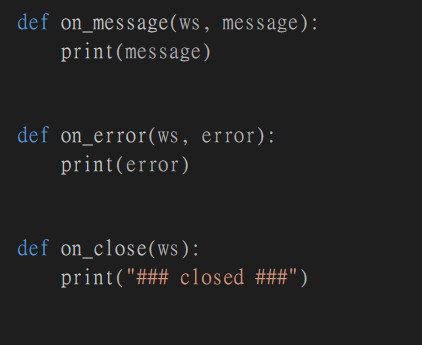 def on_message(ws, message):
    print(message)
def on_error(ws, error):
    print(error)
def on_close(ws):
    print("### closed ###")